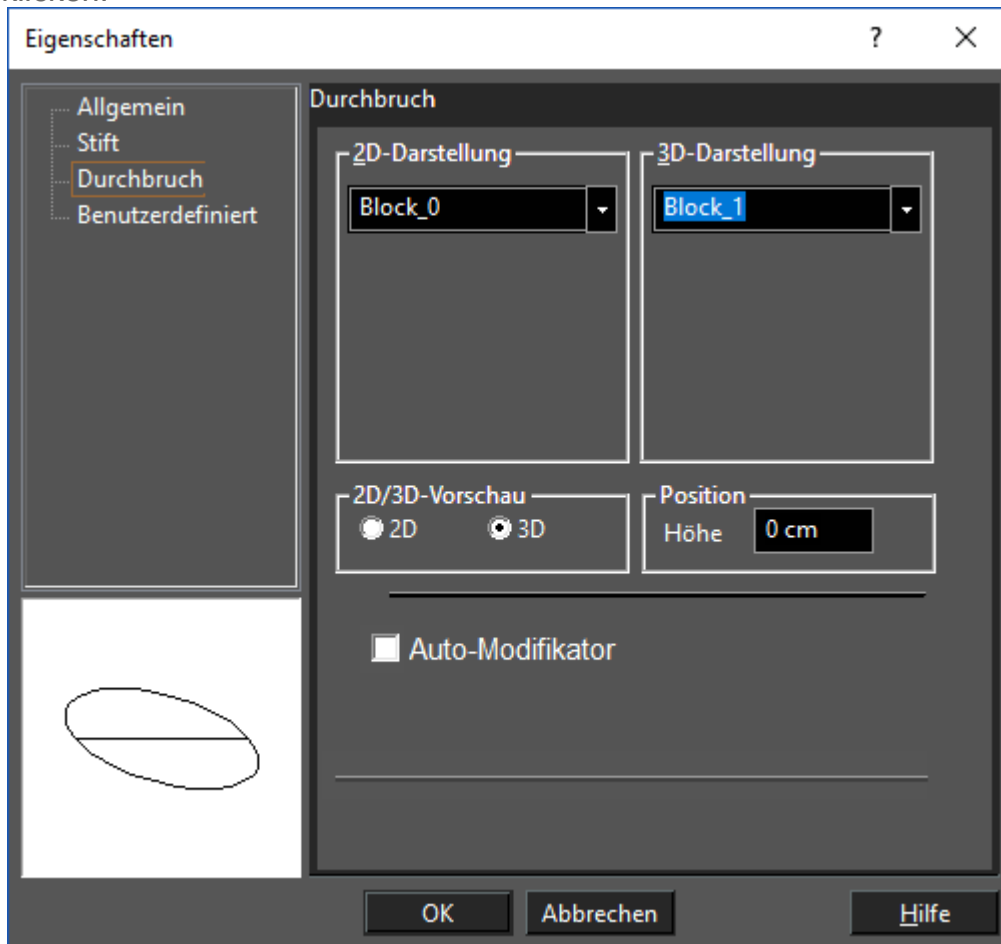 Eigenschaften
?
Allgemein
Stift
Durchbruch
Benutzerdefiniert
Durchbruch
2D-Darstellung
Block_0
3D-Darstellung
Block_1
2D/3D-Vorschau
2D
3D
Position
Höhe
0 cm
Auto-Modifikator
OK
Abbrechen
Hilfe